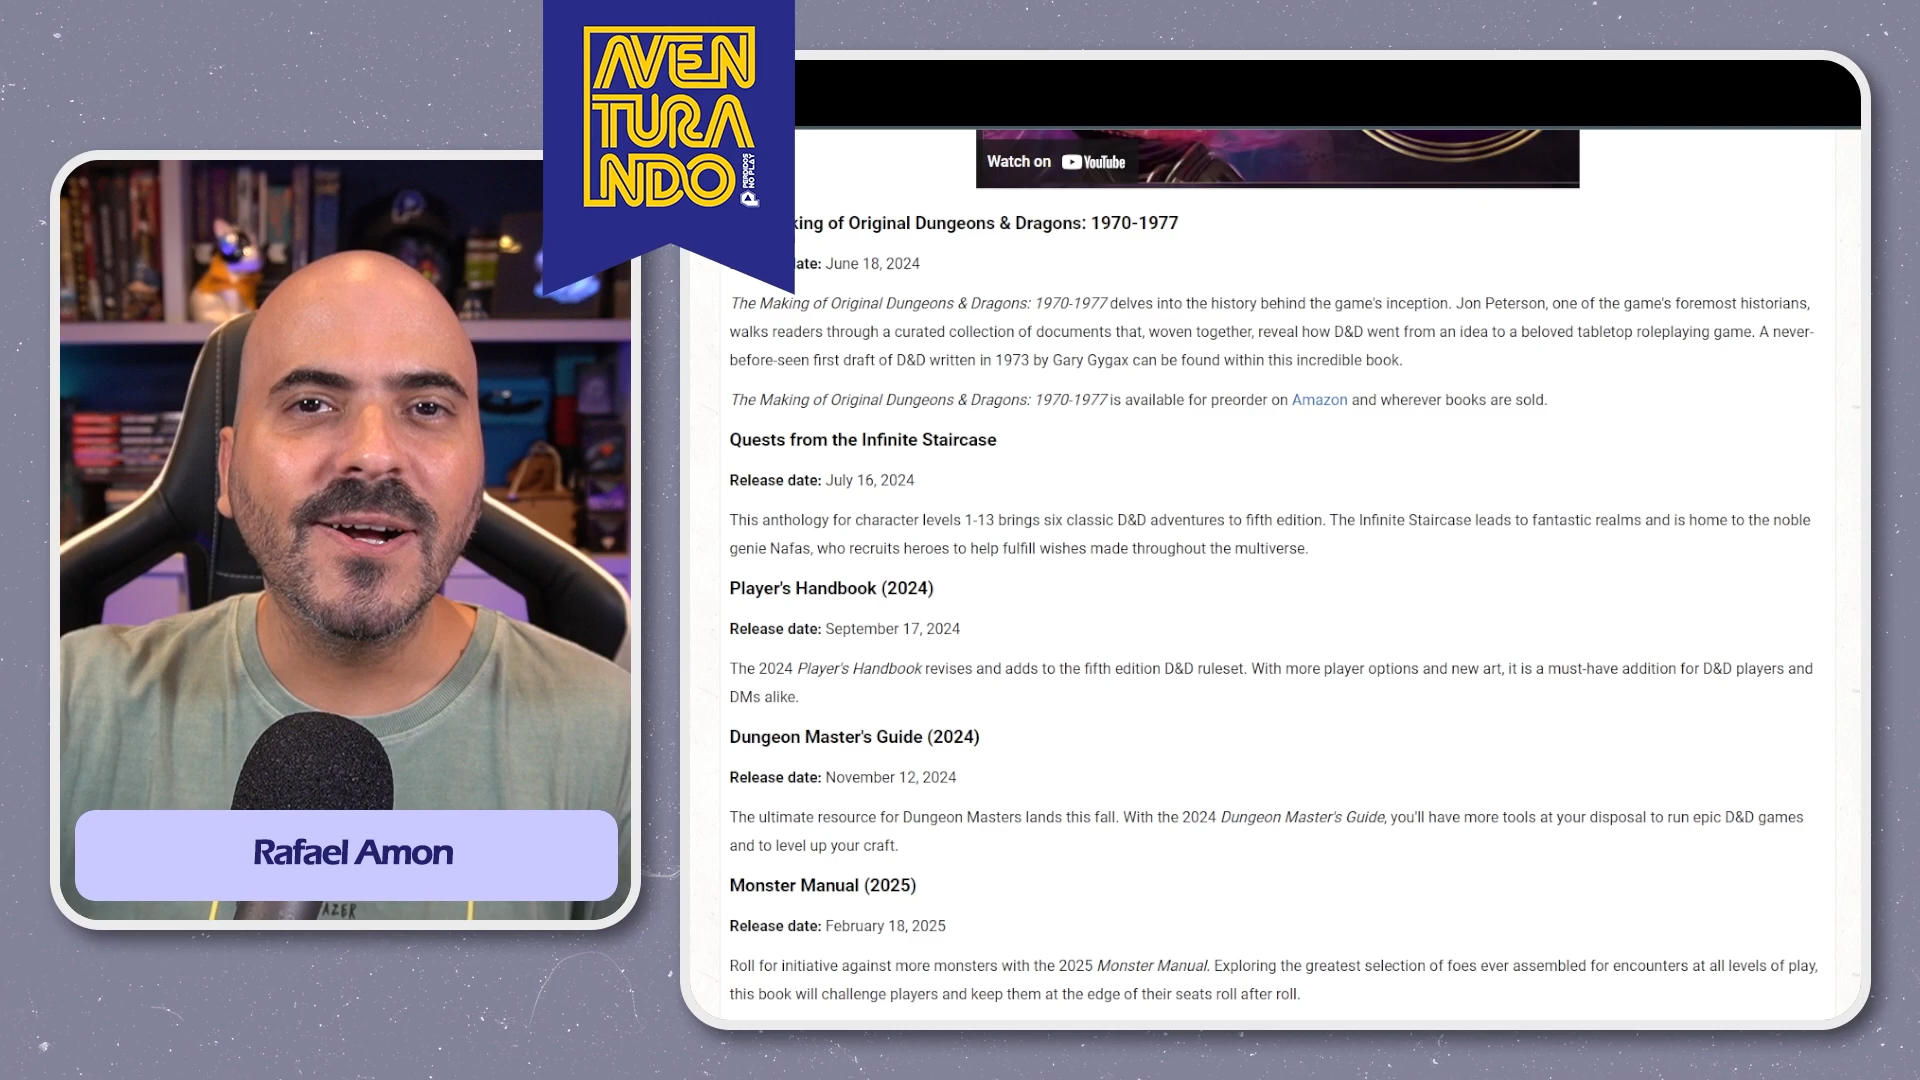 AVEN
TURA
NDO
PERDIDOS
NO PLAY
Watch on YouTube
king of Original Dungeons & Dragons: 1970-1977
ate: June 18, 2024
The Making of Original Dungeons & Dragons: 1970-1977 delves into the history behind the game's inception. Jon Peterson, one of the game's foremost historians,
walks readers through a curated collection of documents that, woven together, reveal how D&D went from an idea to a beloved tabletop roleplaying game. A never-
before-seen first draft of D&D written in 1973 by Gary Gygax can be found within this incredible book.
The Making of Original Dungeons & Dragons: 1970-1977 is available for preorder on Amazon and wherever books are sold.
Quests from the Infinite Staircase
Release date: July 16, 2024
This anthology for character levels 1-13 brings six classic D&D adventures to fifth edition. The Infinite Staircase leads to fantastic realms and is home to the noble
genie Nafas, who recruits heroes to help fulfill wishes made throughout the multiverse.
Player's Handbook (2024)
Release date: September 17, 2024
The 2024 Player's Handbook revises and adds to the fifth edition D&D ruleset. With more player options and new art, it is a must-have addition for D&D players and
DMs alike.
Dungeon Master's Guide (2024)
Release date: November 12, 2024
The ultimate resource for Dungeon Masters lands this fall. With the 2024 Dungeon Master's Guide, you'll have more tools at your disposal to run epic D&D games
and to level up your craft.
Monster Manual (2025)
Release date: February 18, 2025
Roll for initiative against more monsters with the 2025 Monster Manual. Exploring the greatest selection of foes ever assembled for encounters at all levels of play,
this book will challenge players and keep them at the edge of their seats roll after roll.
Rafael Amon
AZER